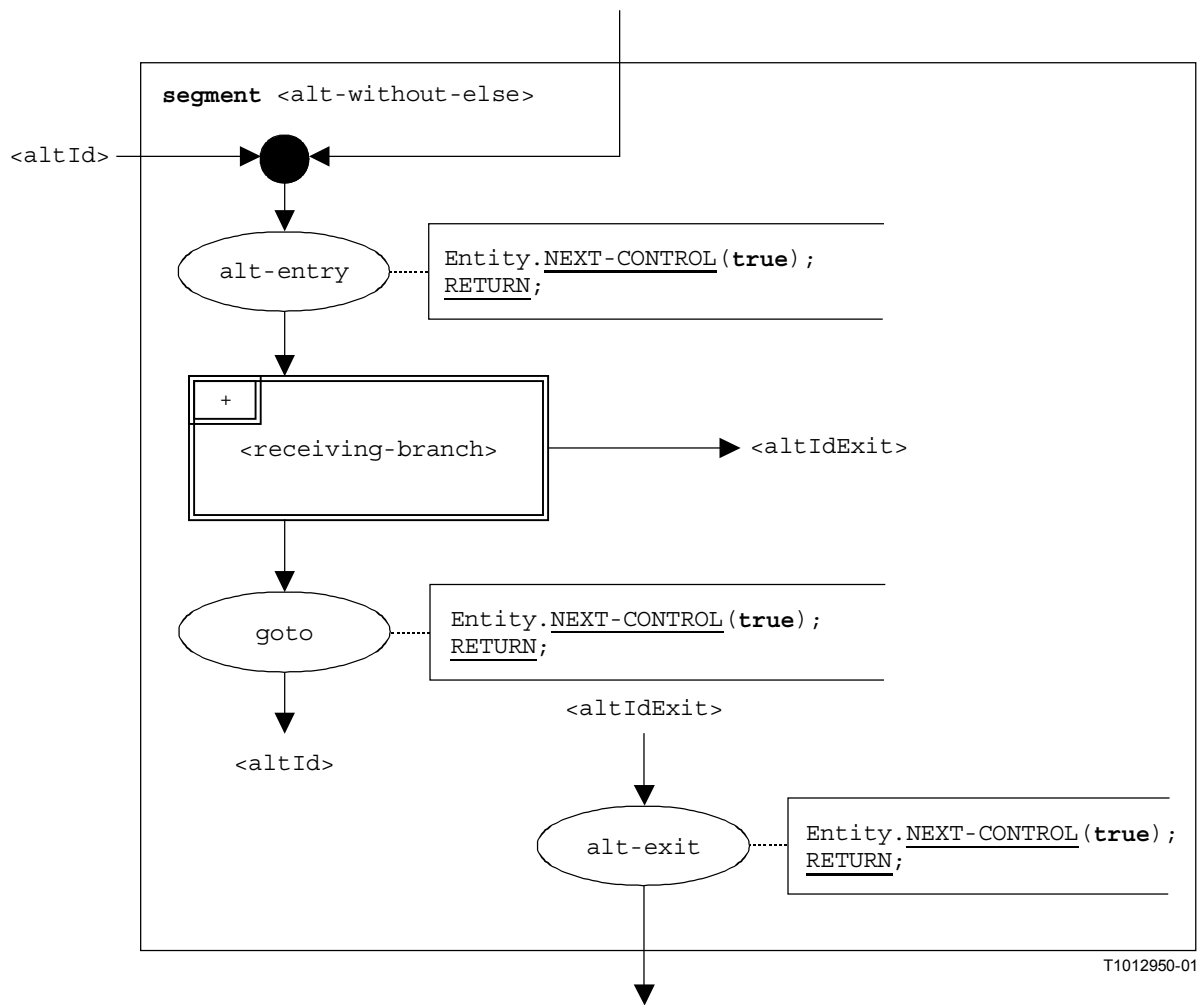 segment <alt-without-else>
<altId>
alt-entry
Entity.NEXT-CONTROL(true);
RETURN;
+
<receiving-branch>
<altIdExit>
goto
Entity.NEXT-CONTROL(true);
RETURN;
<altId>
<altIdExit>
alt-exit
Entity.NEXT-CONTROL(true);
RETURN;
T1012950-01